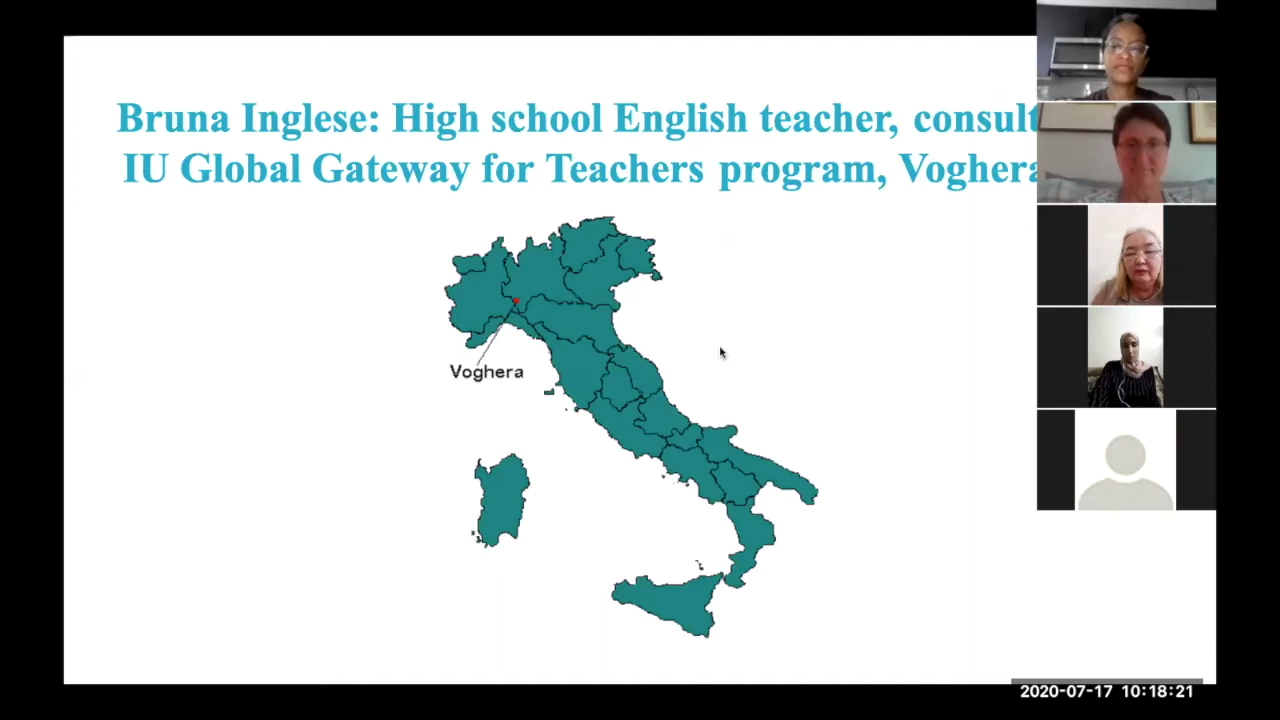 Bruna Inglese: High school English teacher, consult
IU Global Gateway for Teachers program, Voghera
Voghera
2020-07-17 10:18:21